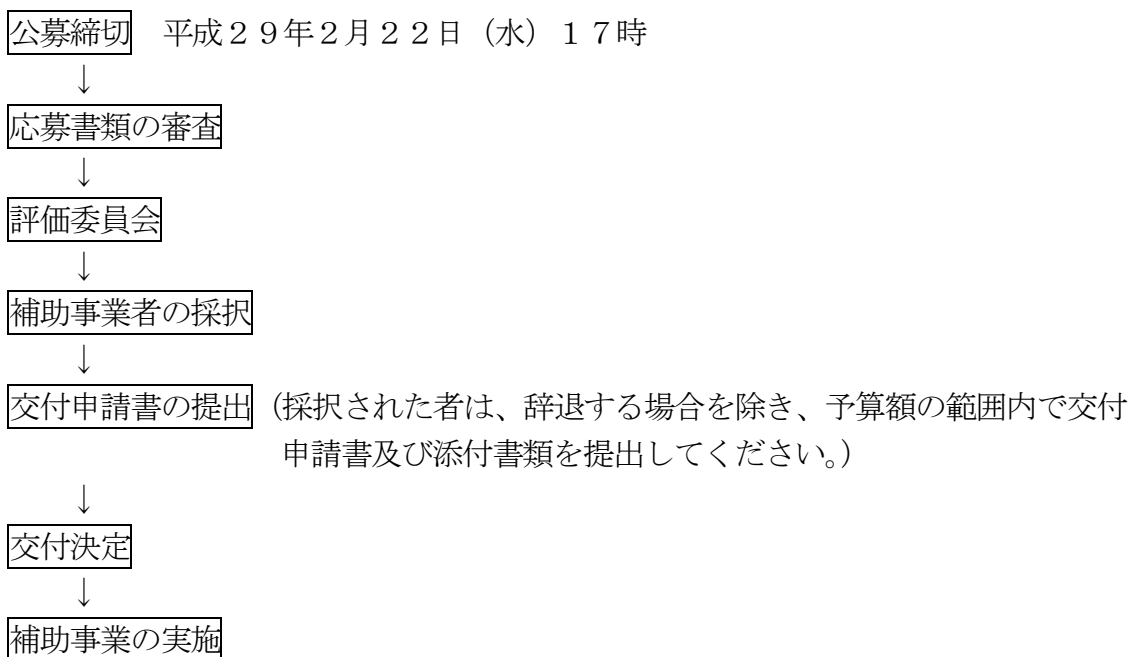 公募締切　平成２９年２月２２日（水）１７時
↓
応募書類の審査
↓
評価委員会
↓
補助事業者の採択
↓
交付申請書の提出（採択された者は、辞退する場合を除き、予算額の範囲内で交付
申請書及び添付書類を提出してください。）
↓
交付決定
↓
補助事業の実施